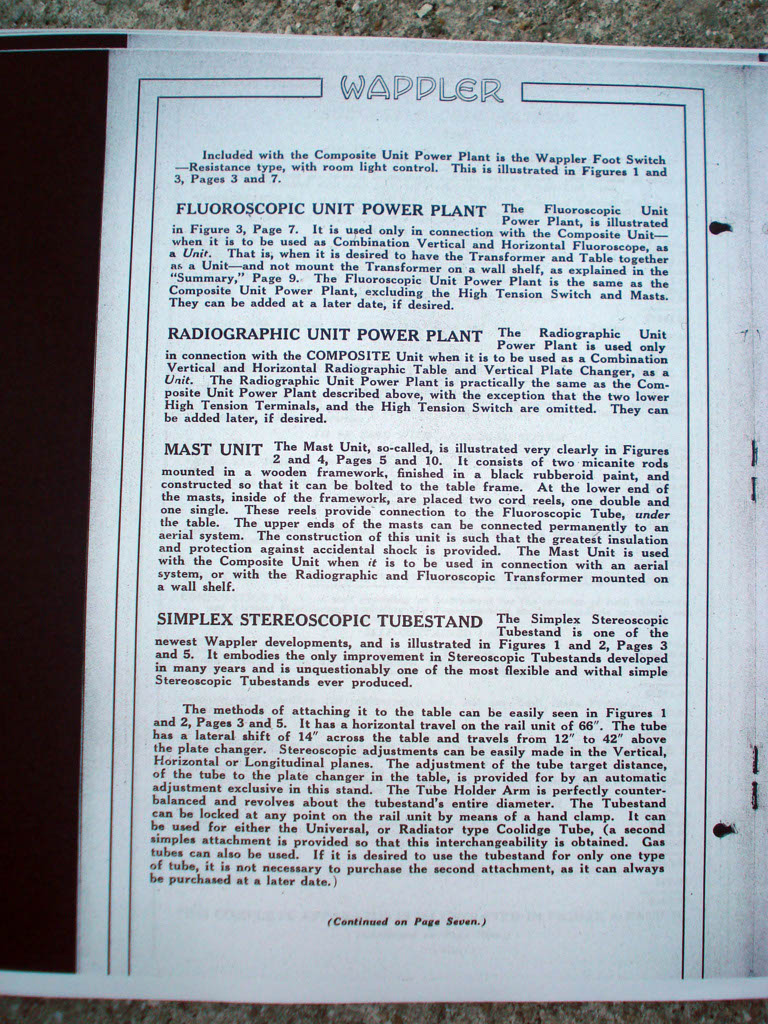 WAPPLER
Included with the Composite Unit Power Plant is the Wappler Foot Switch
—Resistance type, with room light control. This is illustrated in Figures 1 and
3, Pages 3 and 7.
FLUOROSCOPIC UNIT POWER PLANT The Fluoroscopic Unit
Power Plant, is illustrated
in Figure 3, Page 7. It is used only in connection with the Composite Unit—
when it is to be used as Combination Vertical and Horizontal Fluoroscope, as
a Unit. That is, when it is desired to have the Transformer and Table together
as a Unit—and not mount the Transformer on a wall shelf, as explained in the
"Summary," Page 9. The Fluoroscopic Unit Power Plant is the same as the
Composite Unit Power Plant, excluding the High Tension Switch and Masts.
They can be added at a later date, if desired.
RADIOGRAPHIC UNIT POWER PLANT The Radiographic Unit
Power Plant is used only
in connection with the COMPOSITE Unit when it is to be used as a Combination
Vertical and Horizontal Radiographic Table and Vertical Plate Changer, as a
Unit. The Radiographic Unit Power Plant is practically the same as the Com-
posite Unit Power Plant described above, with the exception that the two lower
High Tension Terminals, and the High Tension Switch are omitted. They can
be added later, if desired.
MAST UNIT The Mast Unit, so-called, is illustrated very clearly in Figures
2 and 4, Pages 5 and 10. It consists of two micanite rods
mounted in a wooden framework, finished in a black rubberoid paint, and
constructed so that it can be bolted to the table frame. At the lower end of
the masts, inside of the framework, are placed two cord reels, one double and
one single. These reels provide connection to the Fluoroscopic Tube, under
the table. The upper ends of the masts can be connected permanently to an
aerial system. The construction of this unit is such that the greatest insulation
and protection against accidental shock is provided. The Mast Unit is used
with the Composite Unit when it is to be used in connection with an aerial
system, or with the Radiographic and Fluoroscopic Transformer mounted on
a wall shelf.
SIMPLEX STEREOSCOPIC TUBESTAND The Simplex Stereoscopic
Tubestand is one of the
newest Wappler developments, and is illustrated in Figures 1 and 2, Pages 3
and 5. It embodies the only improvement in Stereoscopic Tubestands developed
in many years and is unquestionably one of the most flexible and withal simple
Stereoscopic Tubestands ever produced.
The methods of attaching it to the table can be easily seen in Figures 1
and 2, Pages 3 and 5. It has a horizontal travel on the rail unit of 66". The tube
has a lateral shift of 14" across the table and travels from 12" to 42" above
the plate changer. Stereoscopic adjustments can be easily made in the Vertical,
Horizontal or Longitudinal planes. The adjustment of the tube target distance,
of the tube to the plate changer in the table, is provided for by an automatic
adjustment exclusive in this stand. The Tube Holder Arm is perfectly counter-
balanced and revolves about the tubestand's entire diameter. The Tubestand
can be locked at any point on the rail unit by means of a hand clamp. It can
be used for either the Universal, or Radiator type Coolidge Tube, (a second
simples attachment is provided so that this interchangeability is obtained. Gas
tubes can also be used. If it is desired to use the tubestand for only one type
of tube, it is not necessary to purchase the second attachment, as it can always
be purchased at a later date.)
(Continued on Page Seven.)